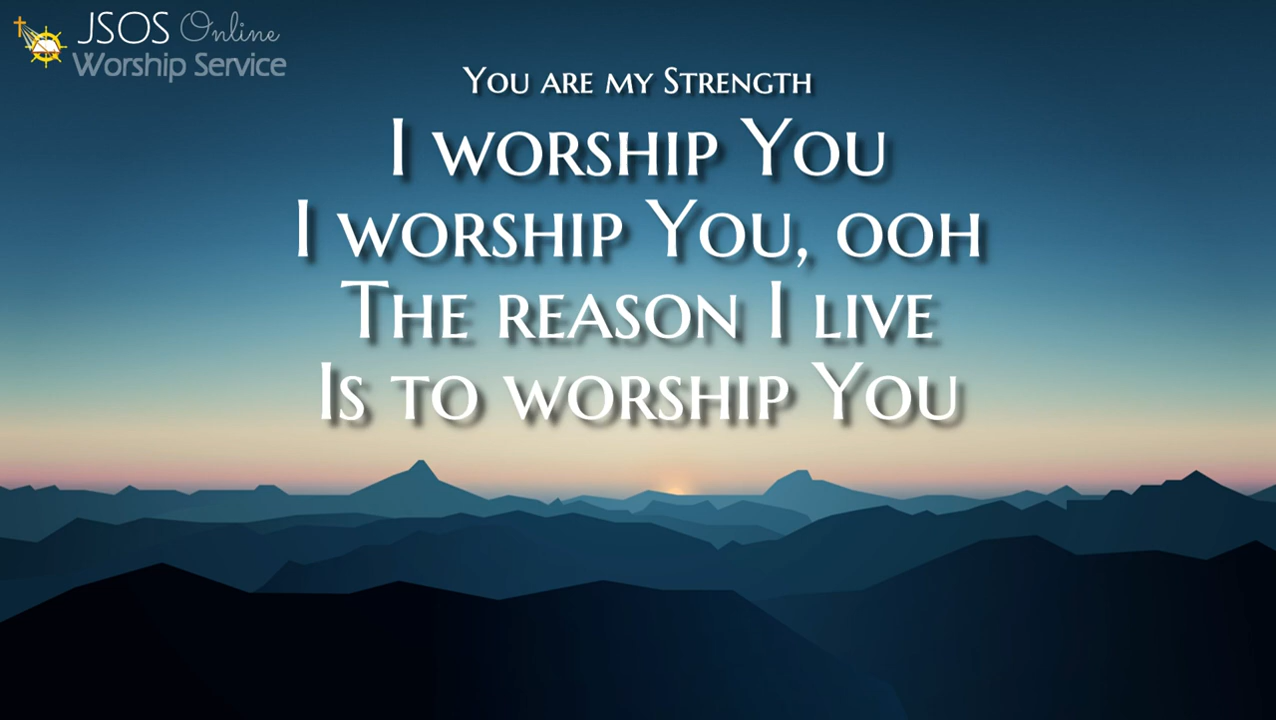 JSOS Online
Worship Service
You are my Strength
I worship You
I worship You, ooh
The reason I live
Is to worship You